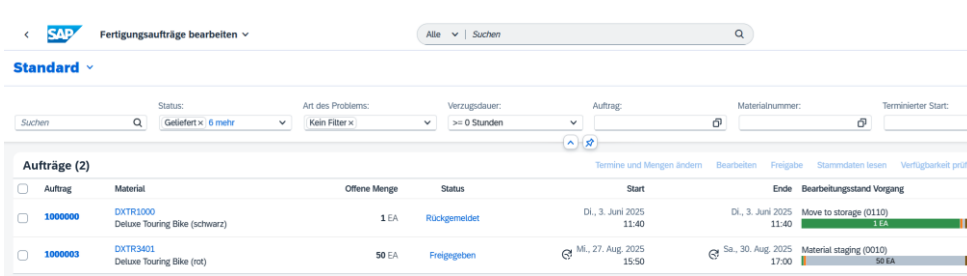 SAP Fertigungsaufträge bearbeiten Alle Suchen
Standard
Status: Art des Problems: Verzugsdauer: Auftrag: Materialnummer: Terminierter Start:
Suchen Geliefert × 6 mehr Kein Filter × >= 0 Stunden
Aufträge (2) Termine und Mengen ändern Bearbeiten Freigabe Stammdaten lesen Verfügbarkeit prüf
Auftrag Material Offene Menge Status Start Ende Bearbeitungsstand Vorgang
1000000 DXTR1000 1 EA Rückgemeldet Di., 3. Juni 2025 Di., 3. Juni 2025 Move to storage (0110)
Deluxe Touring Bike (schwarz) 11:40 11:40 1 EA
1000003 DXTR3401 50 EA Freigegeben Mi., 27. Aug. 2025 Sa., 30. Aug. 2025 Material staging (0010)
Deluxe Touring Bike (rot) 15:50 17:00 50 EA